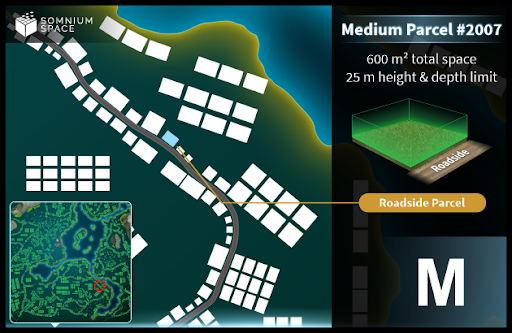 SOMNIUM
SPACE
Medium Parcel #2007
600 m² total space
25 m height & depth limit
Roadside
Roadside Parcel
M